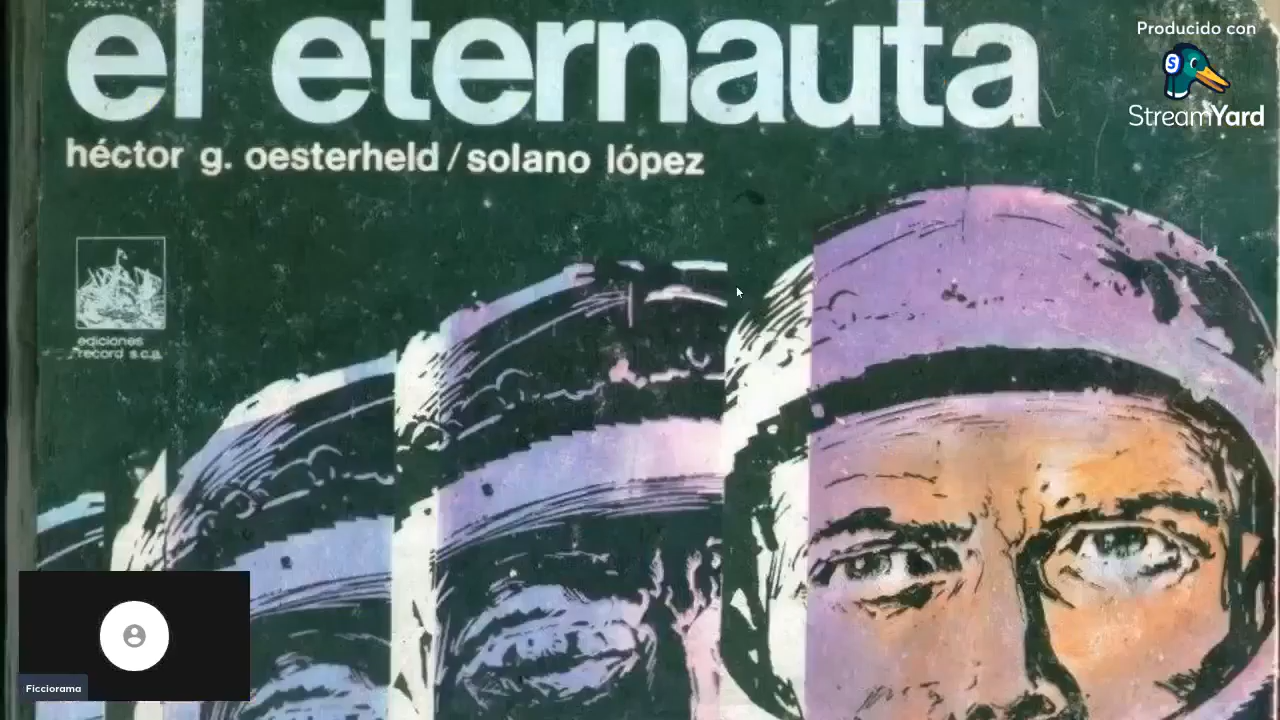 el eternauta
héctor g. oesterheld / solano lópez
ediciones
record s.c.a.
Producido con
S
StreamYard
Ficciorama